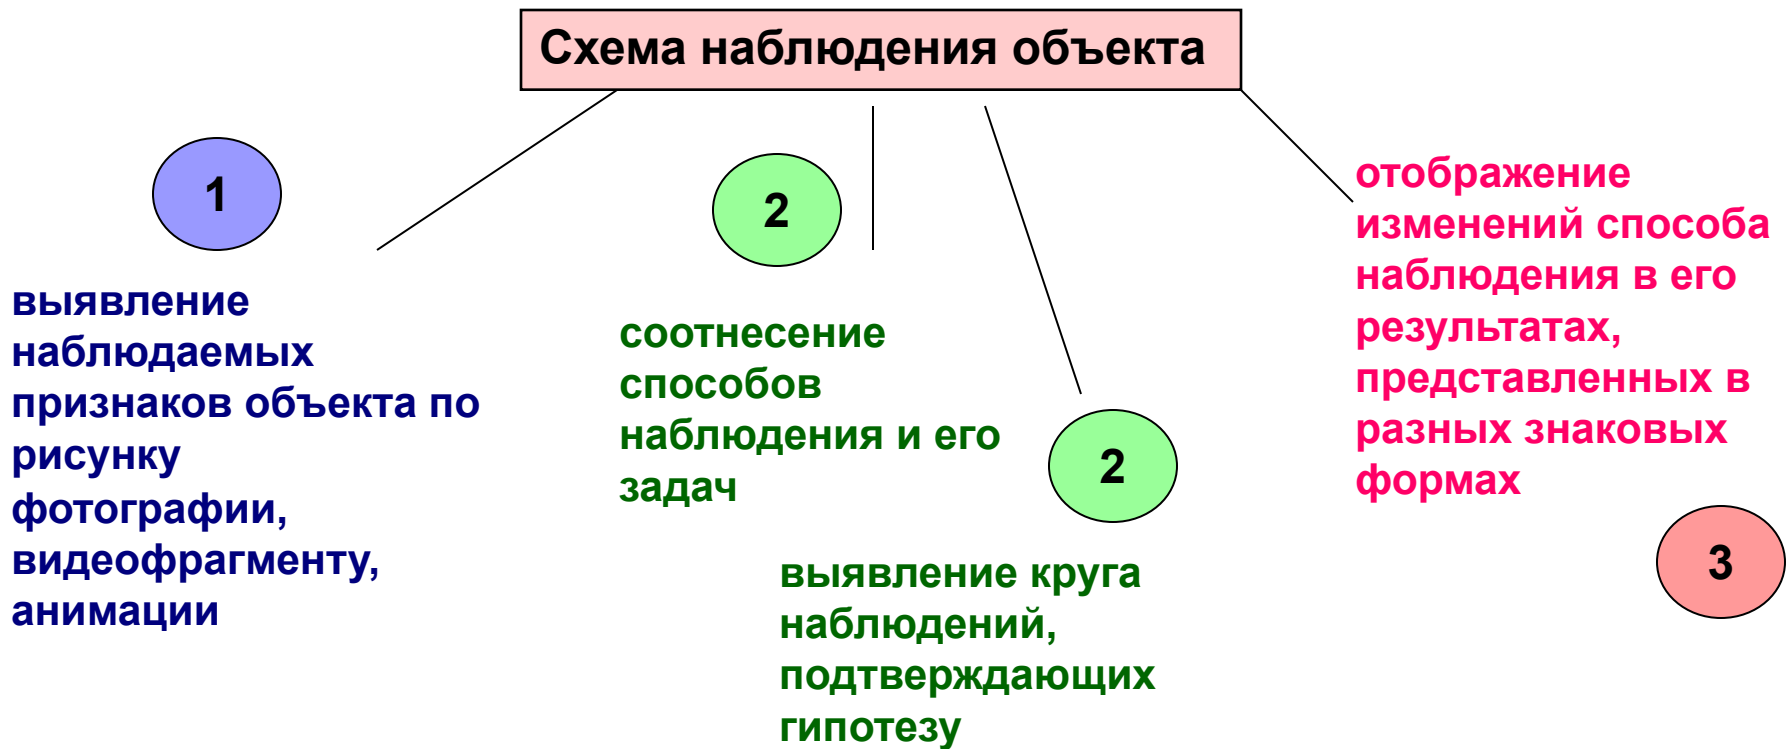 Схема наблюдения объекта
1
выявление
наблюдаемых
признаков объекта по
рисунку
фотографии,
видеофрагменту,
анимации
2
соотнесение
способов
наблюдения и его
задач
2
выявление круга
наблюдений,
подтверждающих
гипотезу
отображение
изменений способа
наблюдения в его
результатах,
представленных в
разных знаковых
формах
3